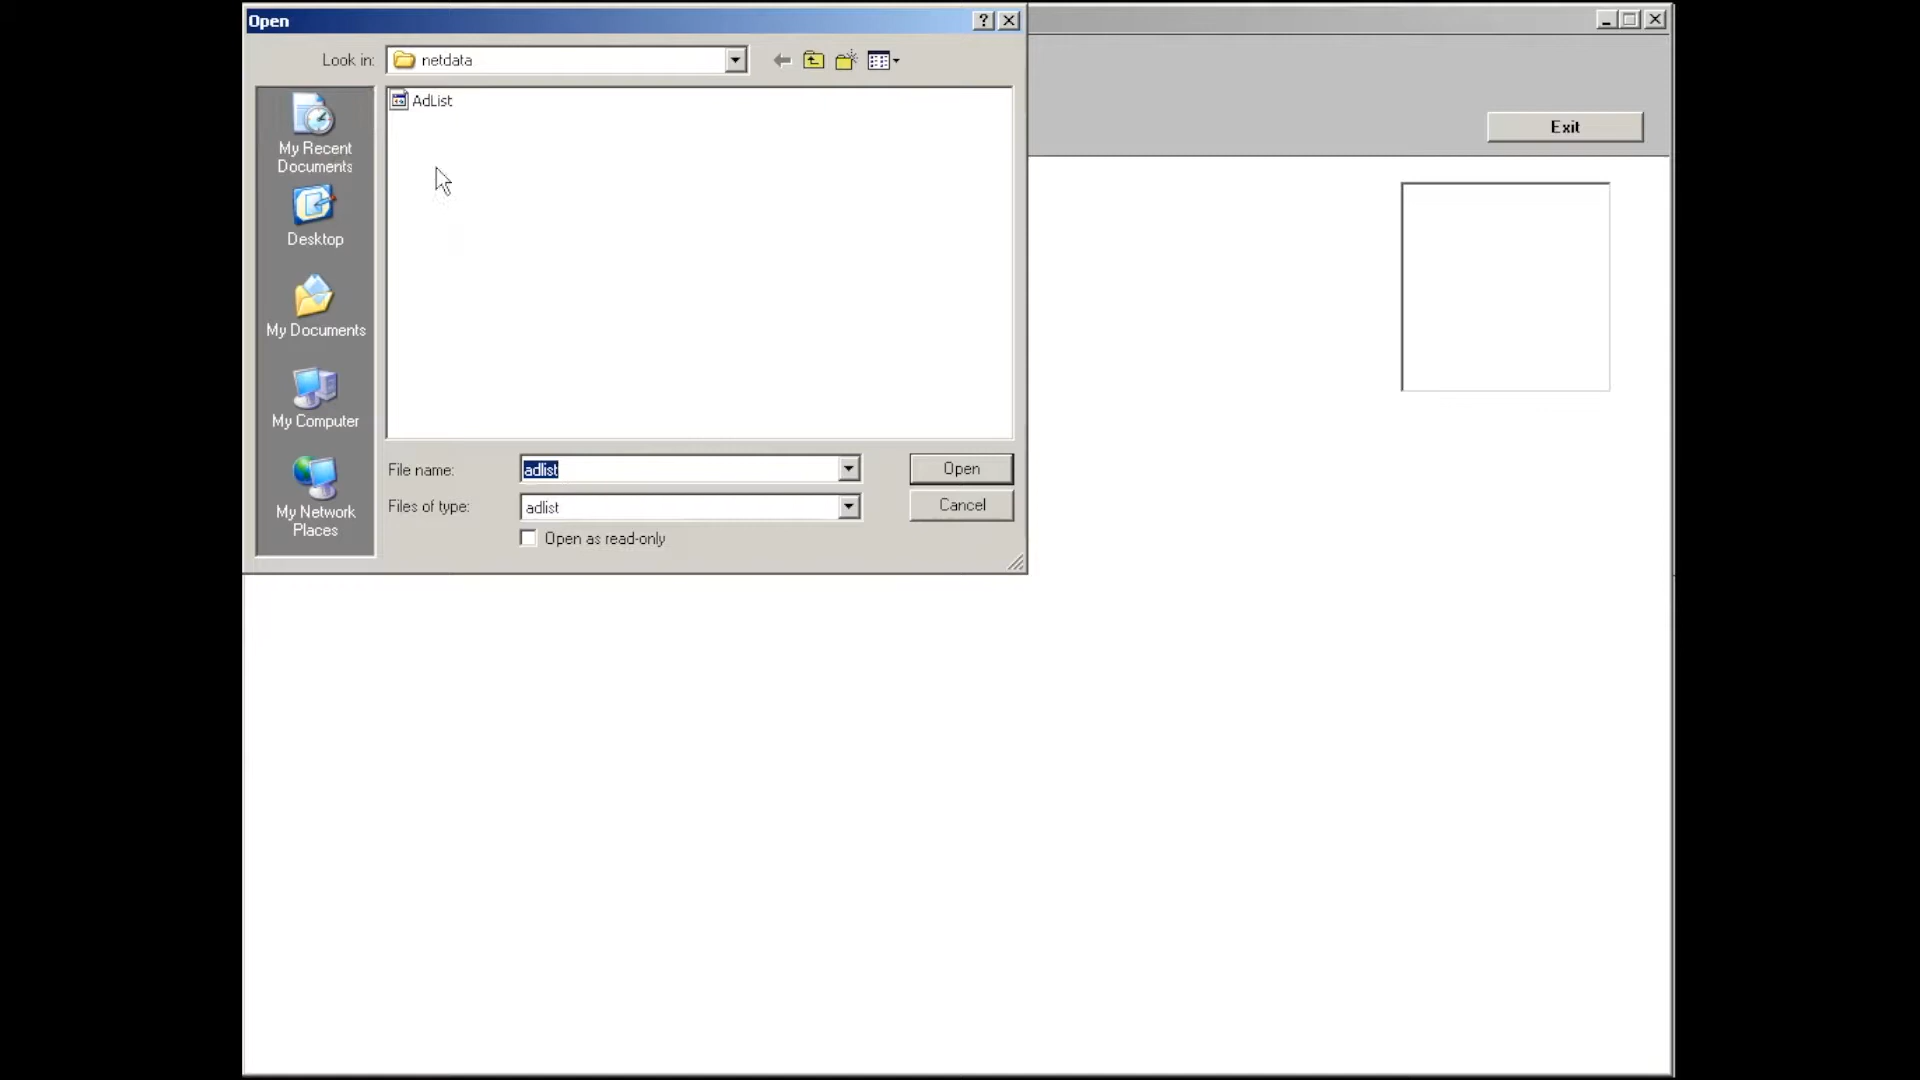 Open
Look in: netdata
AdList
My Recent
Documents
Desktop
My Documents
My Computer
My Network
Places
File name: adlist
Open
Files of type: adlist
Cancel
Open as read-only
Exit